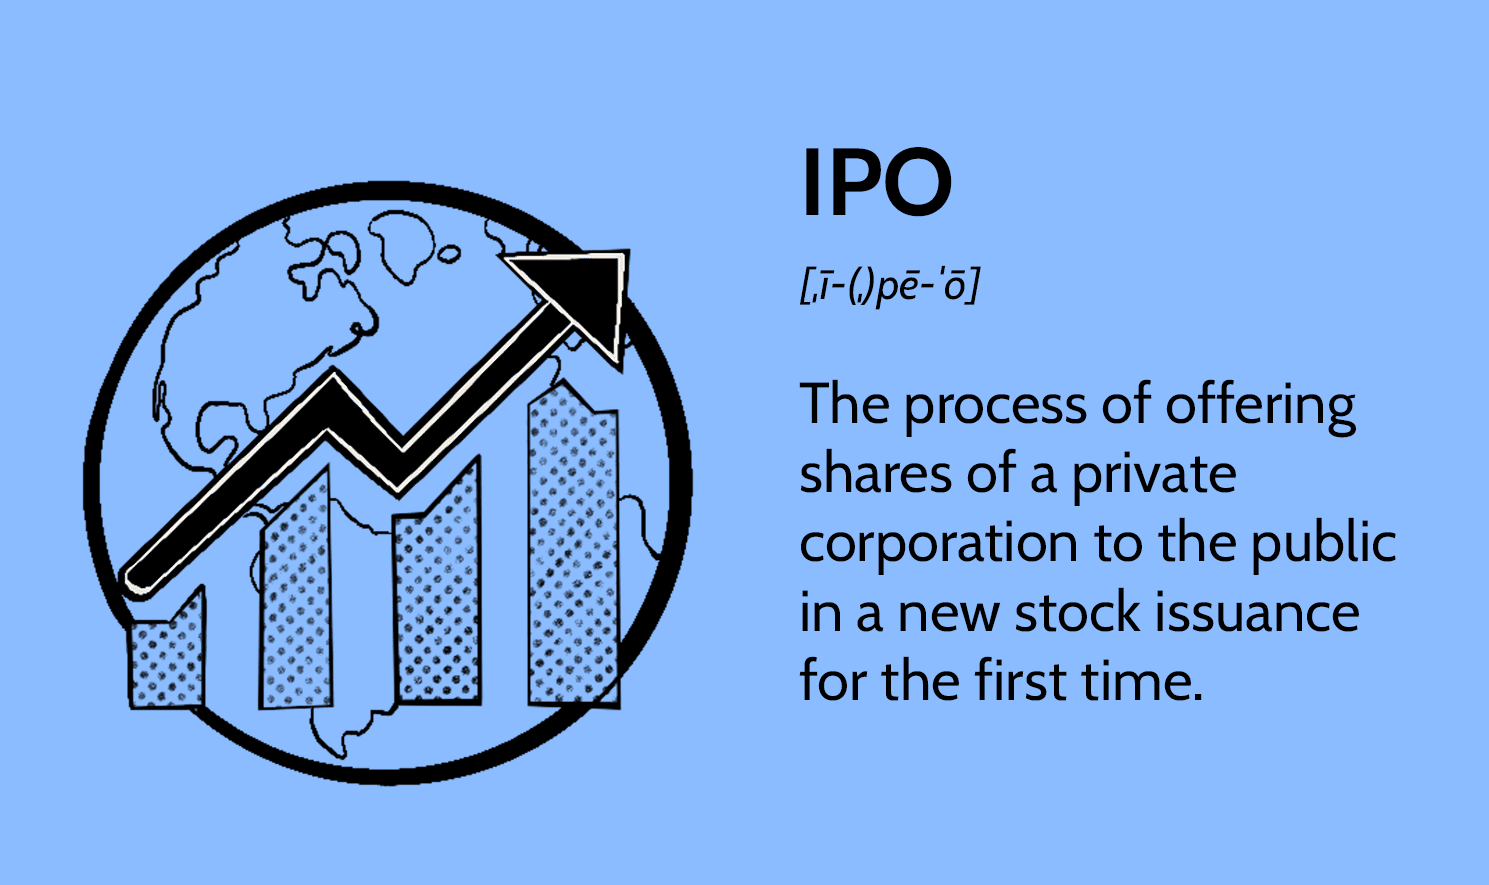 IPO
[ˌī-(ˌ)pē-ˈō]
The process of offering
shares of a private
corporation to the public
in a new stock issuance
for the first time.